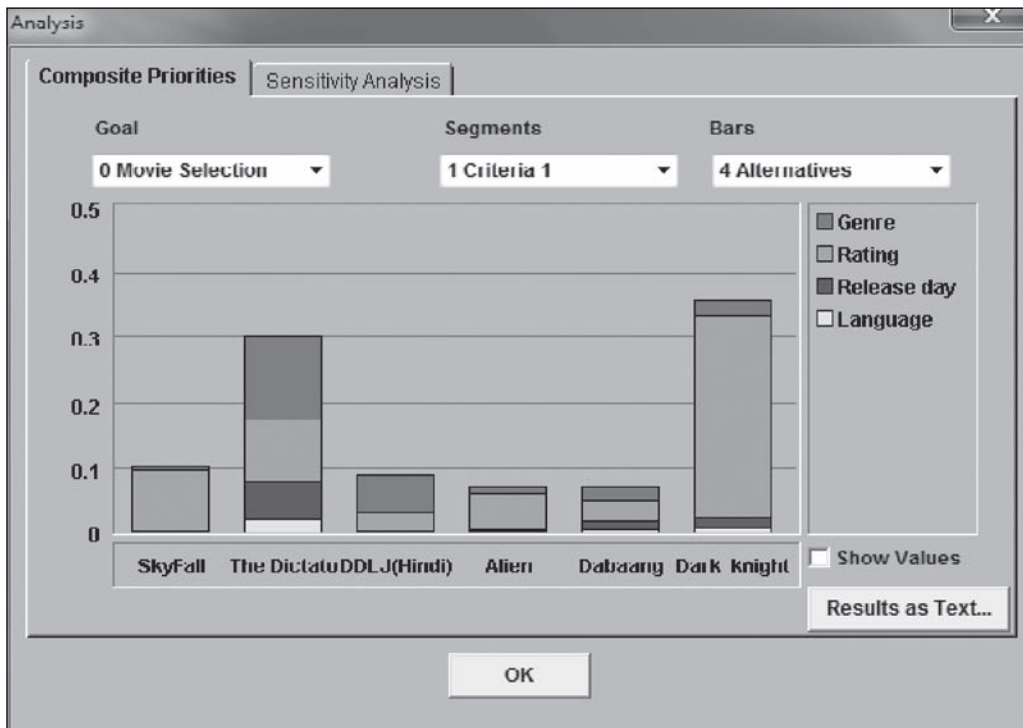 Analysis
X
Composite Priorities
Sensitivity Analysis
Goal
Segments
Bars
0 Movie Selection
1 Criteria 1
4 Alternatives
0.5
0.4
0.3
0.2
0.1
0
Genre
Rating
Release day
Language
SkyFall
The Dictatu
DDLJ(Hindi)
Alien
Dabaang
Dark knight
Show Values
Results as Text...
OK